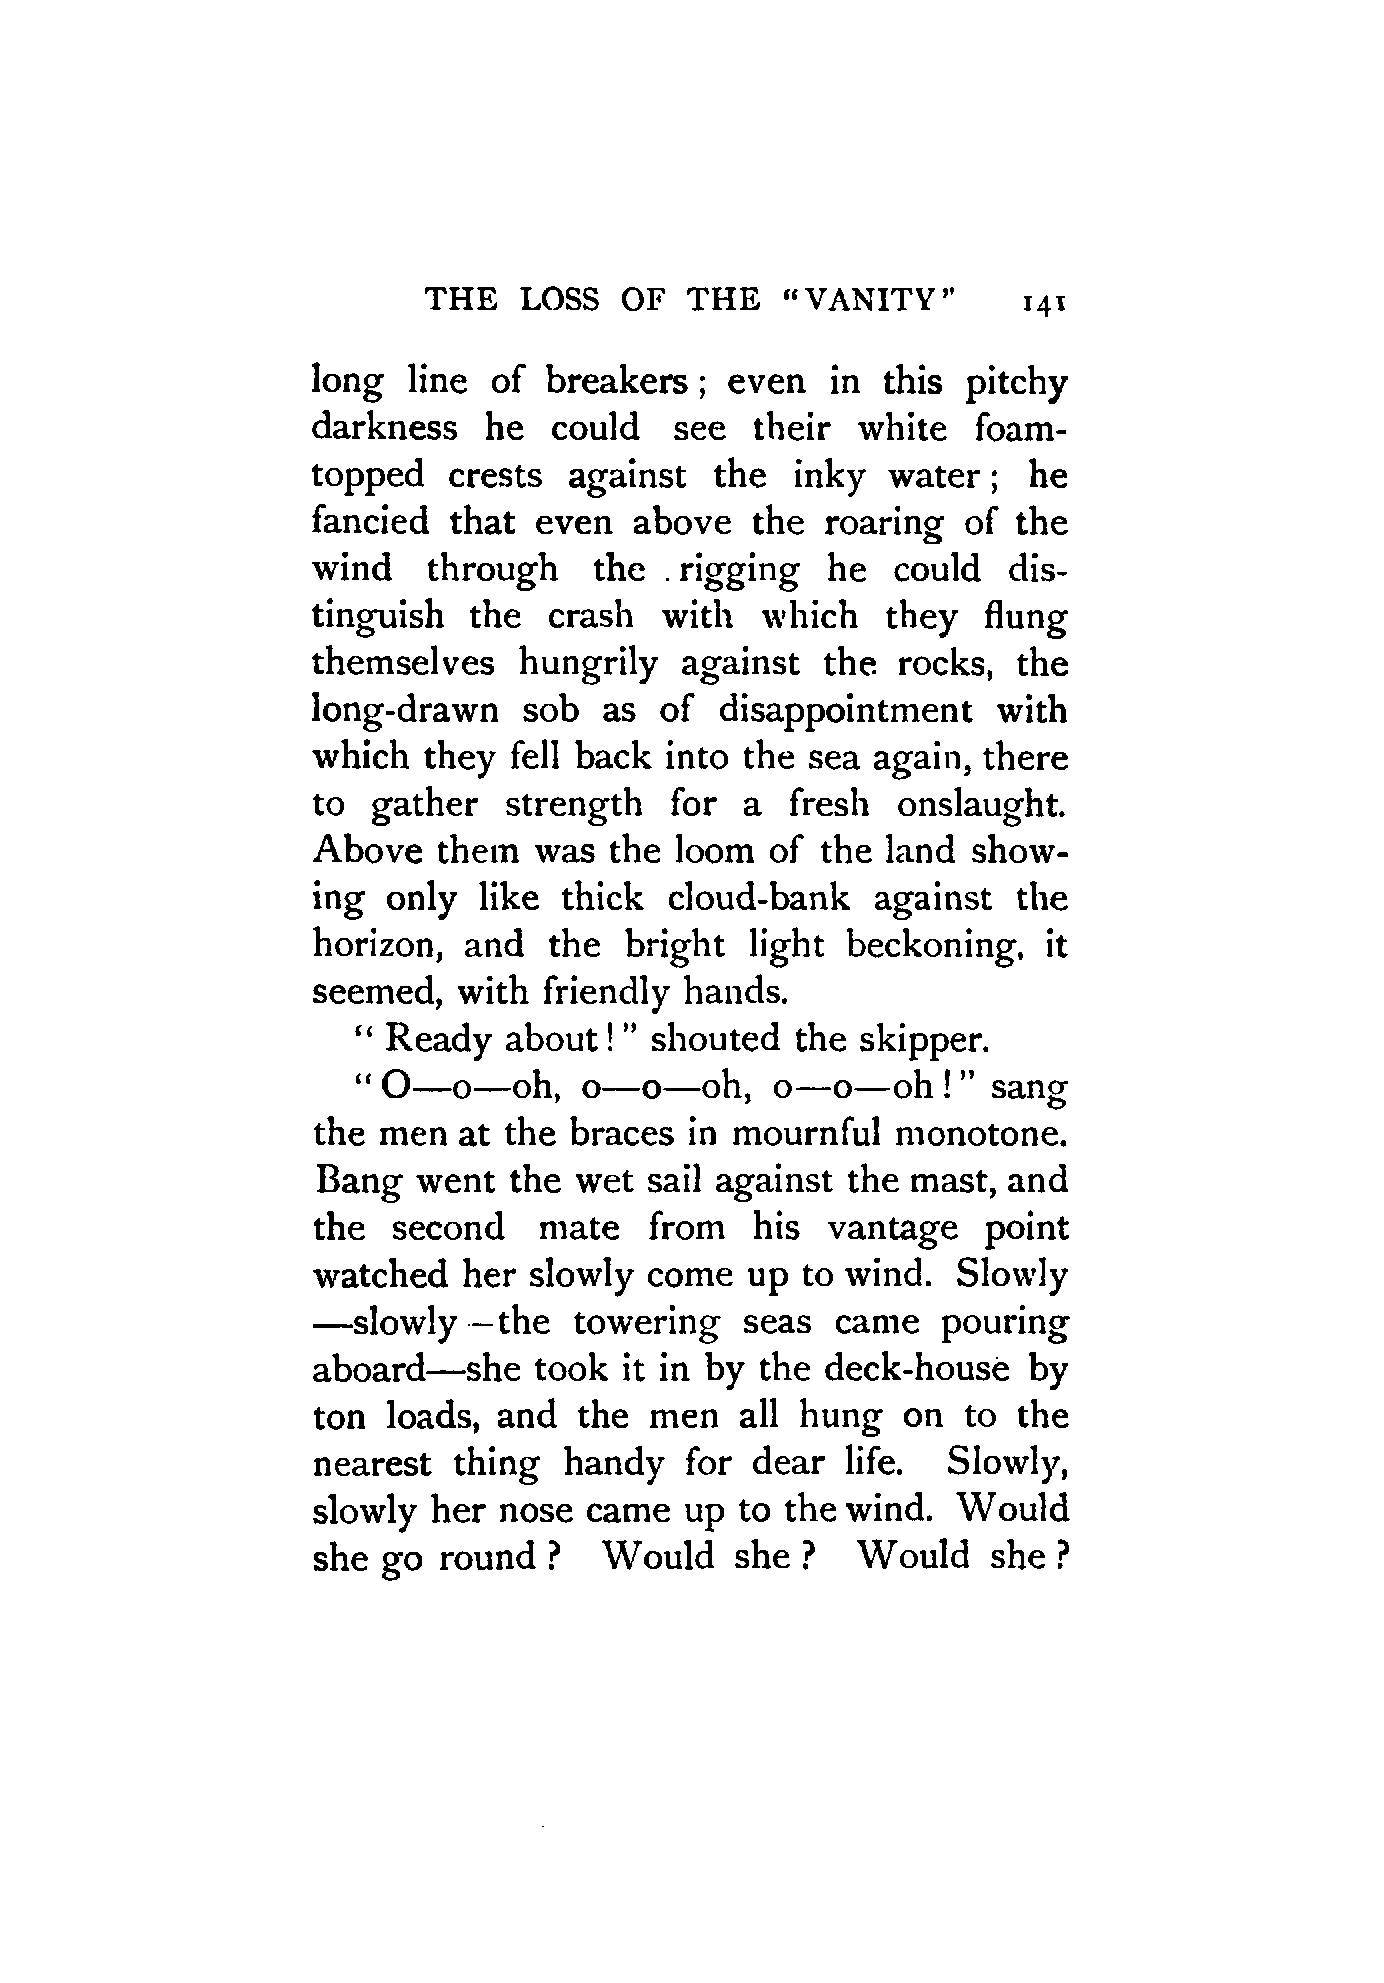 THE LOSS OF THE "VANITY" 141
long line of breakers ; even in this pitchy
darkness he could see their white foam-
topped crests against the inky water ; he
fancied that even above the roaring of the
wind through the . rigging he could dis-
tinguish the crash with which they flung
themselves hungrily against the rocks, the
long-drawn sob as of disappointment with
which they fell back into the sea again, there
to gather strength for a fresh onslaught.
Above them was the loom of the land show-
ing only like thick cloud-bank against the
horizon, and the bright light beckoning, it
seemed, with friendly hands.
" Ready about ! " shouted the skipper.
" O—o—oh, o—o—oh, o—o—oh ! " sang
the men at the braces in mournful monotone.
Bang went the wet sail against the mast, and
the second mate from his vantage point
watched her slowly come up to wind. Slowly
—slowly—the towering seas came pouring
aboard—she took it in by the deck-house by
ton loads, and the men all hung on to the
nearest thing handy for dear life. Slowly,
slowly her nose came up to the wind. Would
she go round ? Would she ? Would she ?